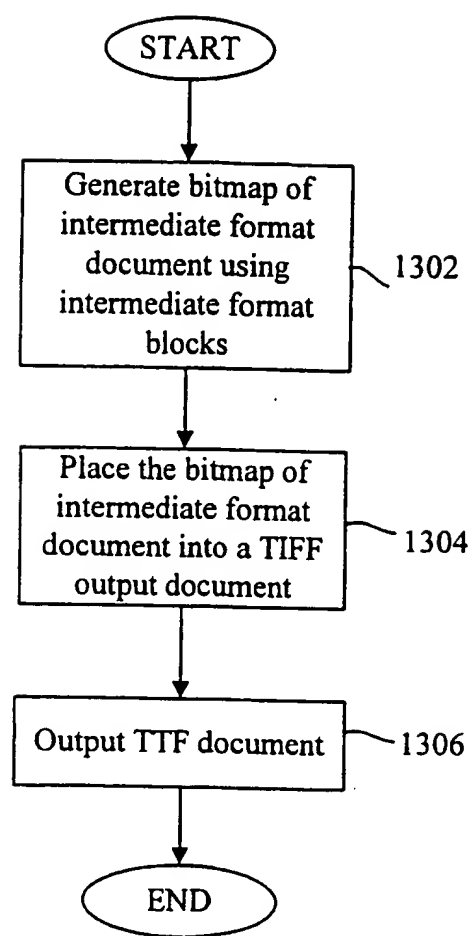 START
Generate bitmap of
intermediate format
document using
intermediate format
blocks
1302
Place the bitmap of
intermediate format
document into a TIFF
output document
1304
Output TTF document
1306
END